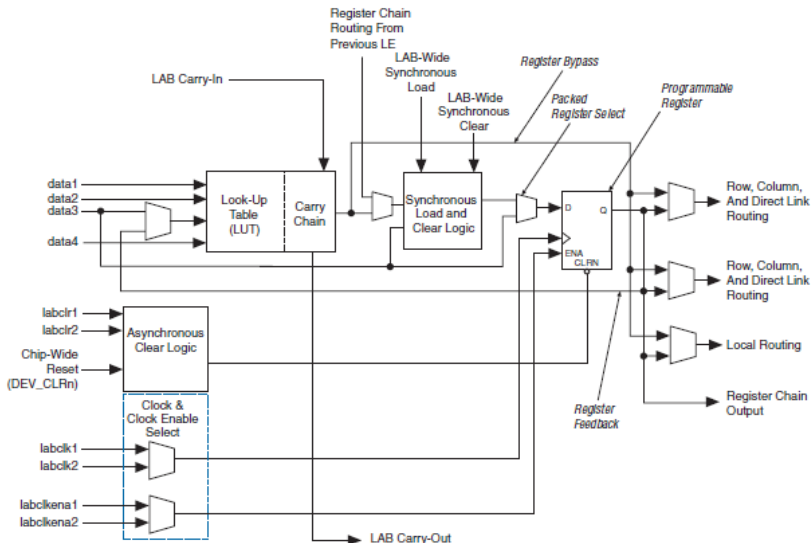 Register Chain
Routing From
Previous LE
LAB-Wide
Synchronous
Load
Register Bypass
LAB Carry-In
LAB-Wide
Synchronous
Clear
Packed
Register Select
Programmable
Register
data1
data2
data3
data4
Look-Up
Table
(LUT)
Carry
Chain
Synchronous
Load and
Clear Logic
D
Q
ENA
CLRN
Row, Column,
And Direct Link
Routing
Row, Column,
And Direct Link
Routing
Local Routing
Register Chain
Output
labclr1
labclr2
Chip-Wide
Reset
(DEV_CLRn)
Asynchronous
Clear Logic
Clock &
Clock Enable
Select
Register
Feedback
labclk1
labclk2
labclkena1
labclkena2
LAB Carry-Out